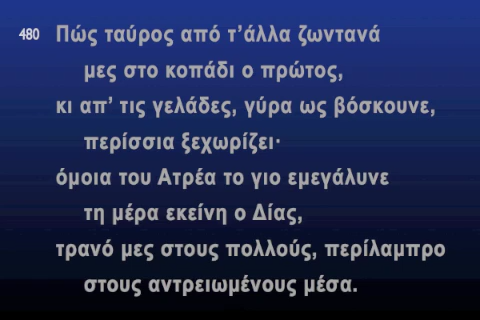 480 Πώς ταύρος από τ’άλλα ζωντανά
μες στο κοπάδι ο πρώτος,
κι απ’ τις γελάδες, γύρα ως βόσκουνε,
περίσσια ξεχωρίζει·
όμοια του Ατρέα το γιο εμεγάλυνε
τη μέρα εκείνη ο Δίας,
τρανό μες στους πολλούς, περίλαμπρο
στους αντρειωμένους μέσα.